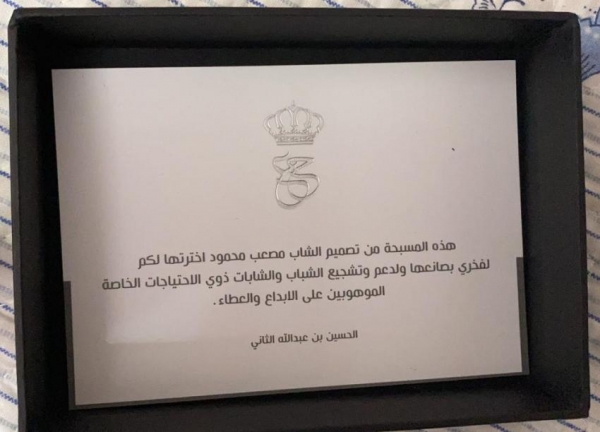 هذه المسبحة من تصميم الشاب مصعب محمود اخترتها لكم
لفخري بصانعها ولدعم وتشجيع الشباب والشابات ذوي الاحتياجات الخاصة
الموهوبين على الابداع والعطاء .
الحسين بن عبدالله الثاني